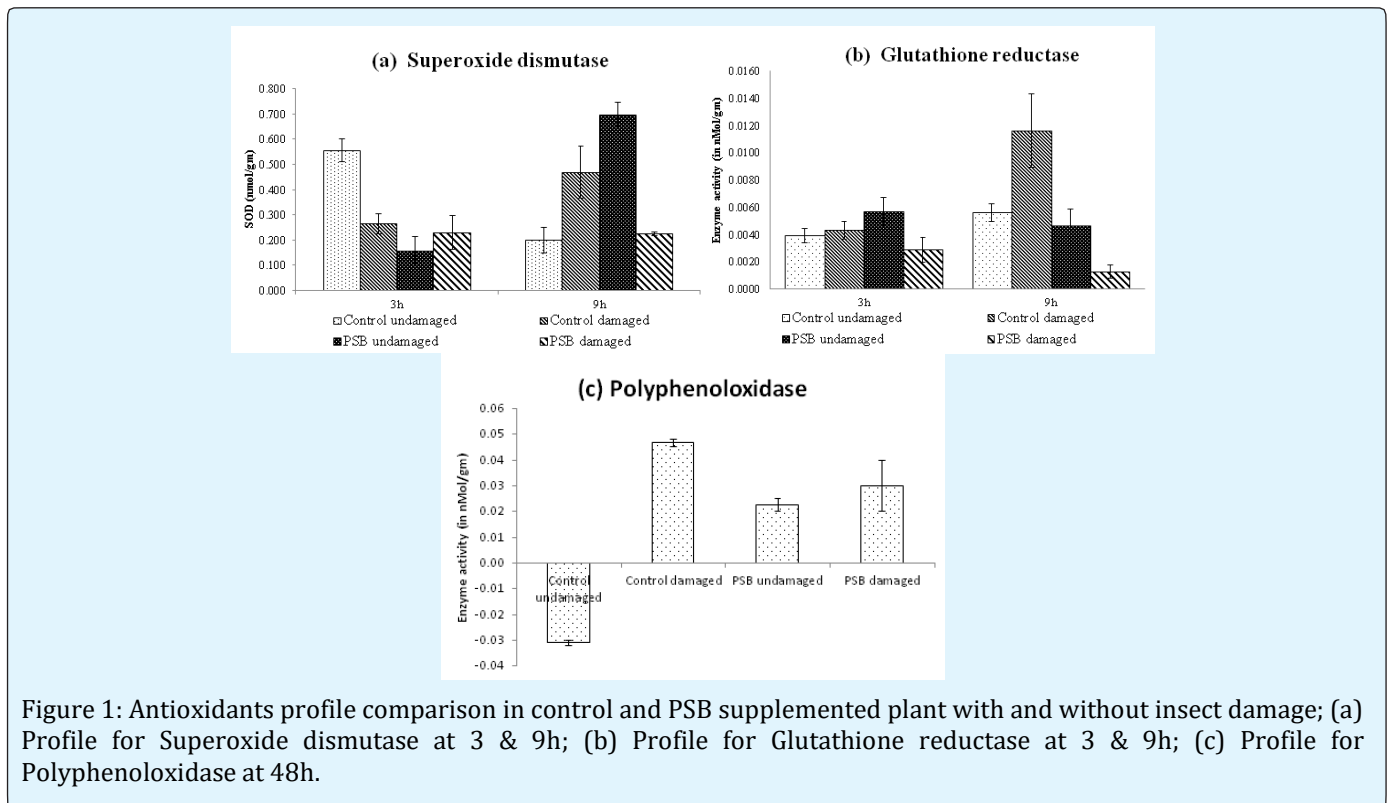 (a) Superoxide dismutase
SOD (nmol/gm)
0.800
0.700
0.600
0.500
0.400
0.300
0.200
0.100
0.000
3h
9h
Control undamaged
Control damaged
PSB undamaged
PSB damaged
(b) Glutathione reductase
Enzyme activity (in nMol/gm)
0.0160
0.0140
0.0120
0.0100
0.0080
0.0060
0.0040
0.0020
0.0000
3h
9h
Control undamaged
Control damaged
PSB undamaged
PSB damaged
(c) Polyphenoloxidase
Enzyme activity (in nMol/gm)
0.06
0.05
0.04
0.03
0.02
0.01
0.00
-0.01
-0.02
-0.03
-0.04
Control
undamaged
Control damaged
PSB undamaged
PSB damaged
Figure 1: Antioxidants profile comparison in control and PSB supplemented plant with and without insect damage; (a)
Profile for Superoxide dismutase at 3 & 9h; (b) Profile for Glutathione reductase at 3 & 9h; (c) Profile for
Polyphenoloxidase at 48h.